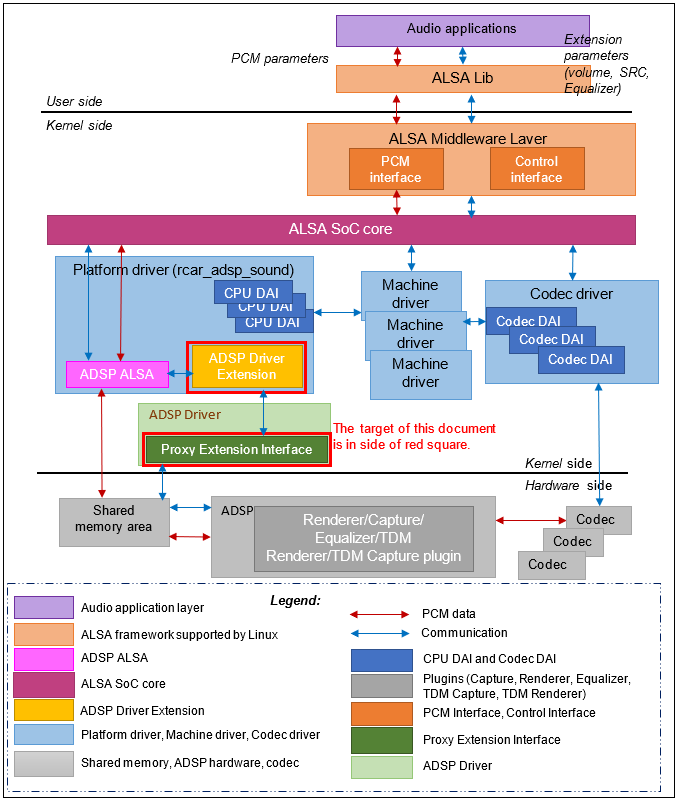 Audio applications
PCM parameters
Extension
parameters
(volume, SRC,
Equalizer)
ALSA Lib
User side
Kernel side
ALSA Middleware Layer
PCM
interface
Control
interface
ALSA SoC core
Platform driver (rcar_adsp_sound)
CPU DAI
CPU DAI
CPU DAI
Machine
driver
Machine
driver
Machine
driver
Codec driver
Codec DAI
Codec DAI
Codec DAI
ADSP ALSA
ADSP Driver
Extension
ADSP Driver
Proxy Extension Interface
The target of this document
is in side of red square.
Kernel side
Hardware side
Shared
memory area
ADSP
Renderer/Capture/
Equalizer/TDM
Renderer/TDM Capture plugin
Codec
Codec
Codec
Legend:
Audio application layer
ALSA framework supported by Linux
ADSP ALSA
ALSA SoC core
ADSP Driver Extension
Platform driver, Machine driver, Codec driver
Shared memory, ADSP hardware, codec
PCM data
Communication
CPU DAI and Codec DAI
Plugins (Capture, Renderer, Equalizer,
TDM Capture, TDM Renderer)
PCM Interface, Control Interface
Proxy Extension Interface
ADSP Driver